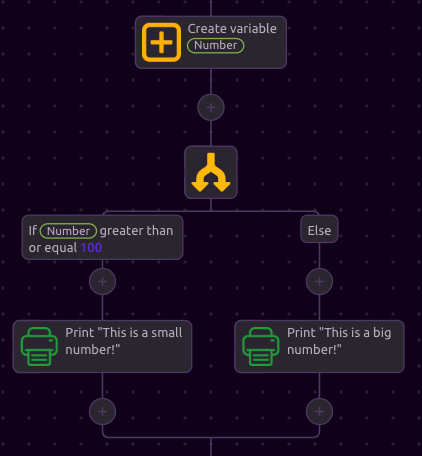 Create variable
Number
If Number greater than
or equal 100
Else
Print "This is a small
number!"
Print "This is a big
number!"